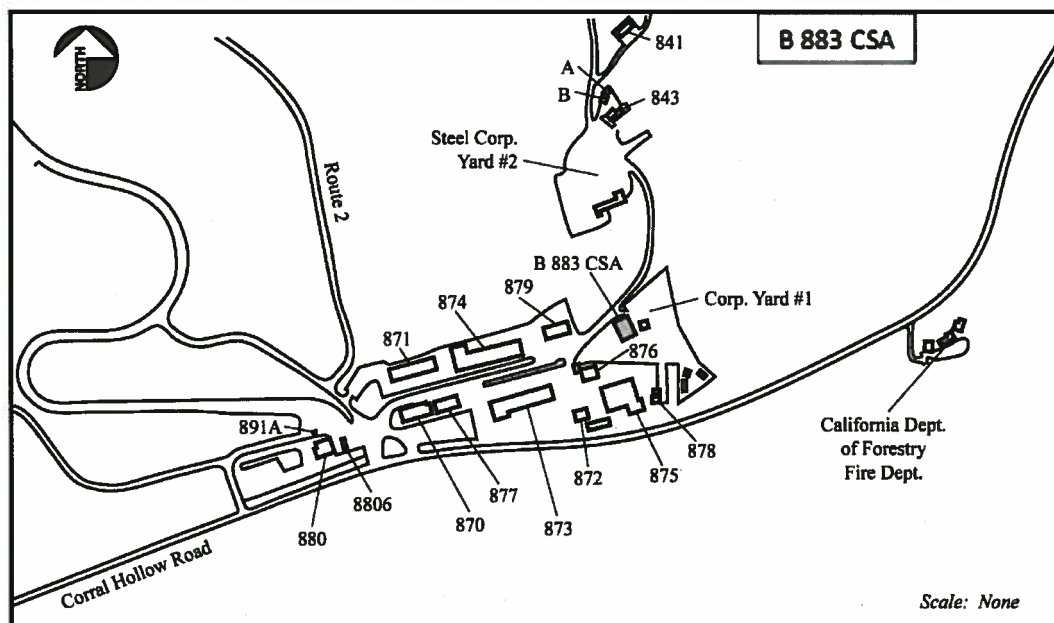 B 883 CSA
NORTH
841
A
B
843
Steel Corp.
Yard #2
Route 2
B 883 CSA
879
Corp. Yard #1
874
871
876
891A
California Dept.
of Forestry
Fire Dept.
878
872
875
877
8806
870
873
880
Corral Hollow Road
Scale: None